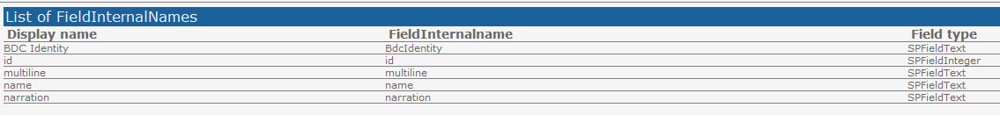 List of FieldInternalNames
Display name FieldInternalname Field type
BDC Identity BdcIdentity SPFieldText
id id SPFieldInteger
multiline multiline SPFieldText
name name SPFieldText
narration narration SPFieldText